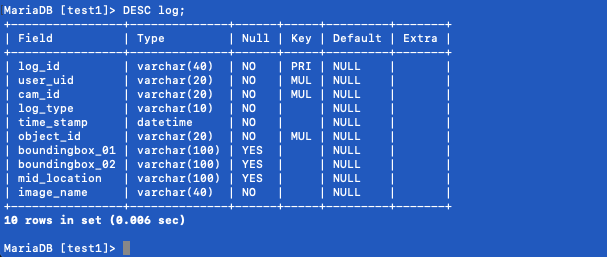 MariaDB [test1]> DESC log;
+----------------+--------------+------+-----+---------+-------+
| Field          | Type         | Null | Key | Default | Extra |
+----------------+--------------+------+-----+---------+-------+
| log_id         | varchar(40)  | NO   | PRI | NULL    |       |
| user_uid       | varchar(20)  | NO   | MUL | NULL    |       |
| cam_id         | varchar(20)  | NO   | MUL | NULL    |       |
| log_type       | varchar(10)  | NO   |     | NULL    |       |
| time_stamp     | datetime     | NO   |     | NULL    |       |
| object_id      | varchar(20)  | NO   | MUL | NULL    |       |
| boundingbox_01 | varchar(100) | YES  |     | NULL    |       |
| boundingbox_02 | varchar(100) | YES  |     | NULL    |       |
| mid_location   | varchar(100) | YES  |     | NULL    |       |
| image_name     | varchar(40)  | NO   |     | NULL    |       |
+----------------+--------------+------+-----+---------+-------+
10 rows in set (0.006 sec)
MariaDB [test1]>